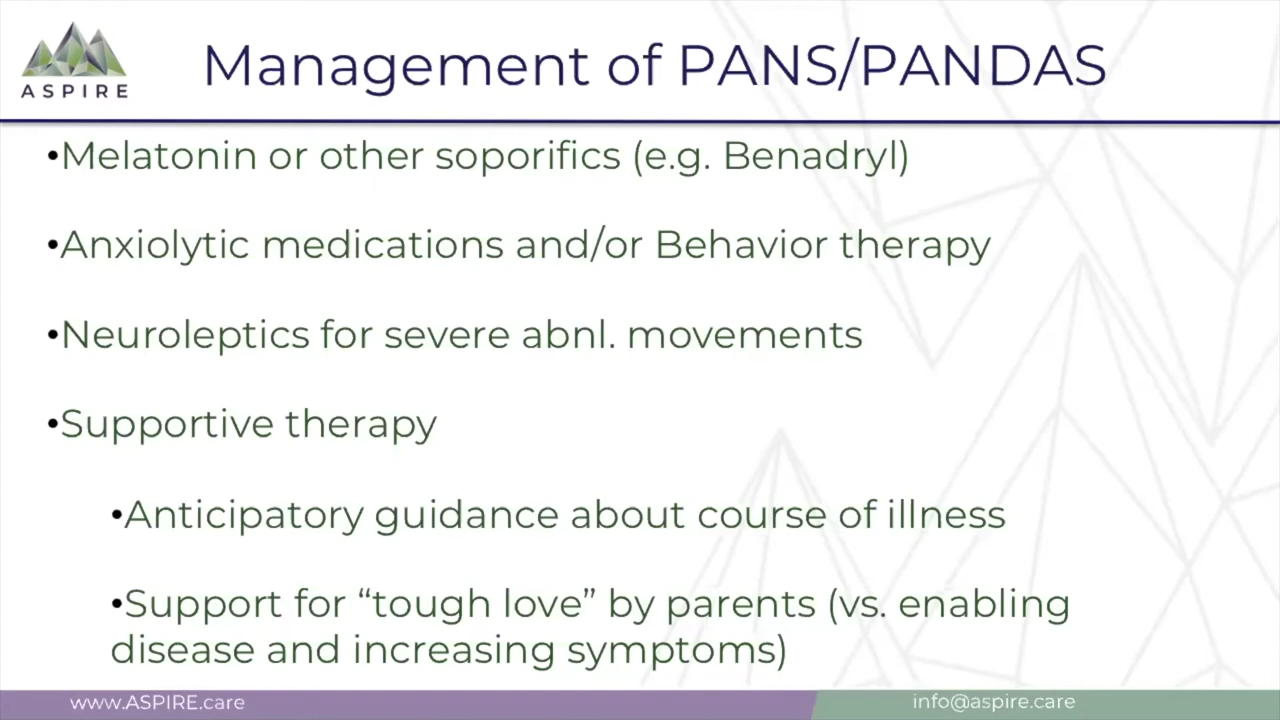 ASPIRE
Management of PANS/PANDAS
•Melatonin or other soporifics (e.g. Benadryl)
•Anxiolytic medications and/or Behavior therapy
•Neuroleptics for severe abnl. movements
•Supportive therapy
•Anticipatory guidance about course of illness
•Support for “tough love” by parents (vs. enabling
disease and increasing symptoms)
www.ASPIRE.care
info@aspire.care